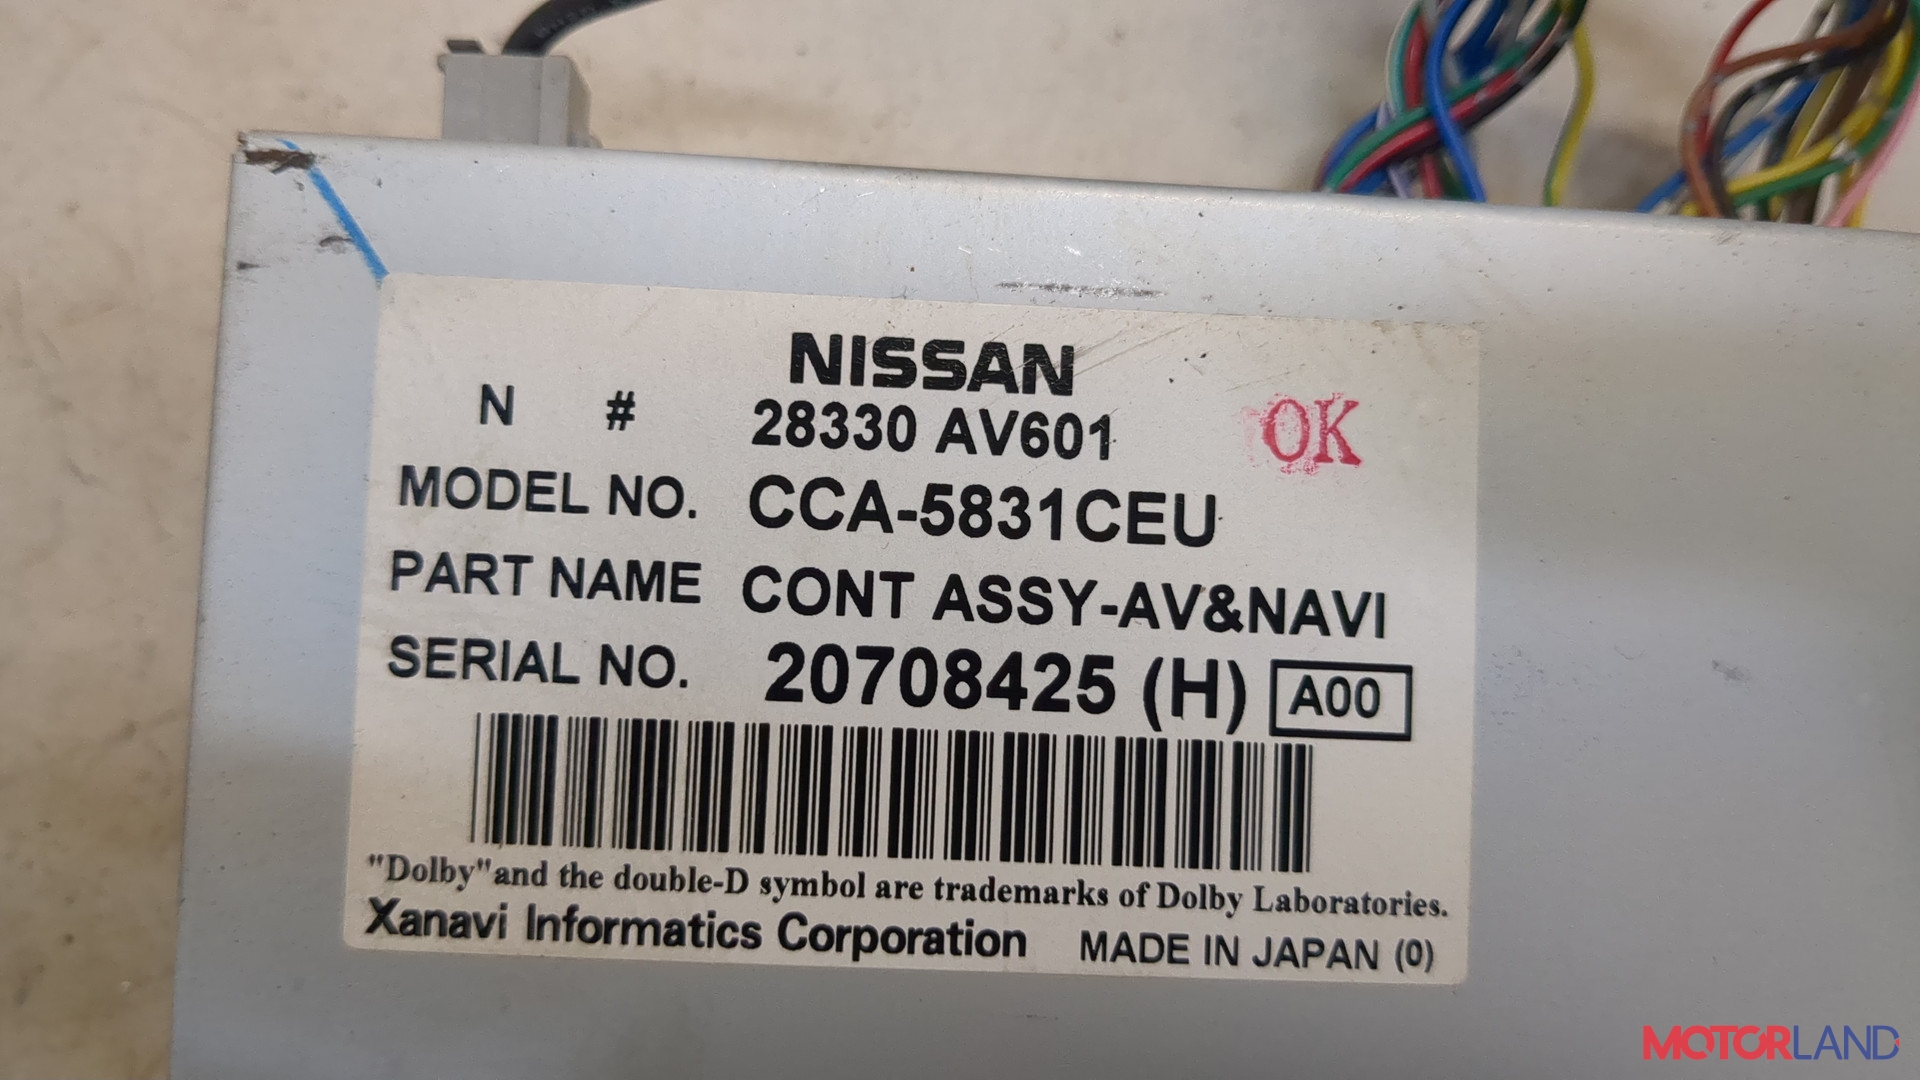 NISSAN
N # 28330 AV601 OK
MODEL NO. CCA-5831CEU
PART NAME CONT ASSY-AV&NAVI
SERIAL NO. 20708425 (H) A00
"Dolby"and the double-D symbol are trademarks of Dolby Laboratories.
Xanavi Informatics Corporation MADE IN JAPAN (0)
MOTORLAND